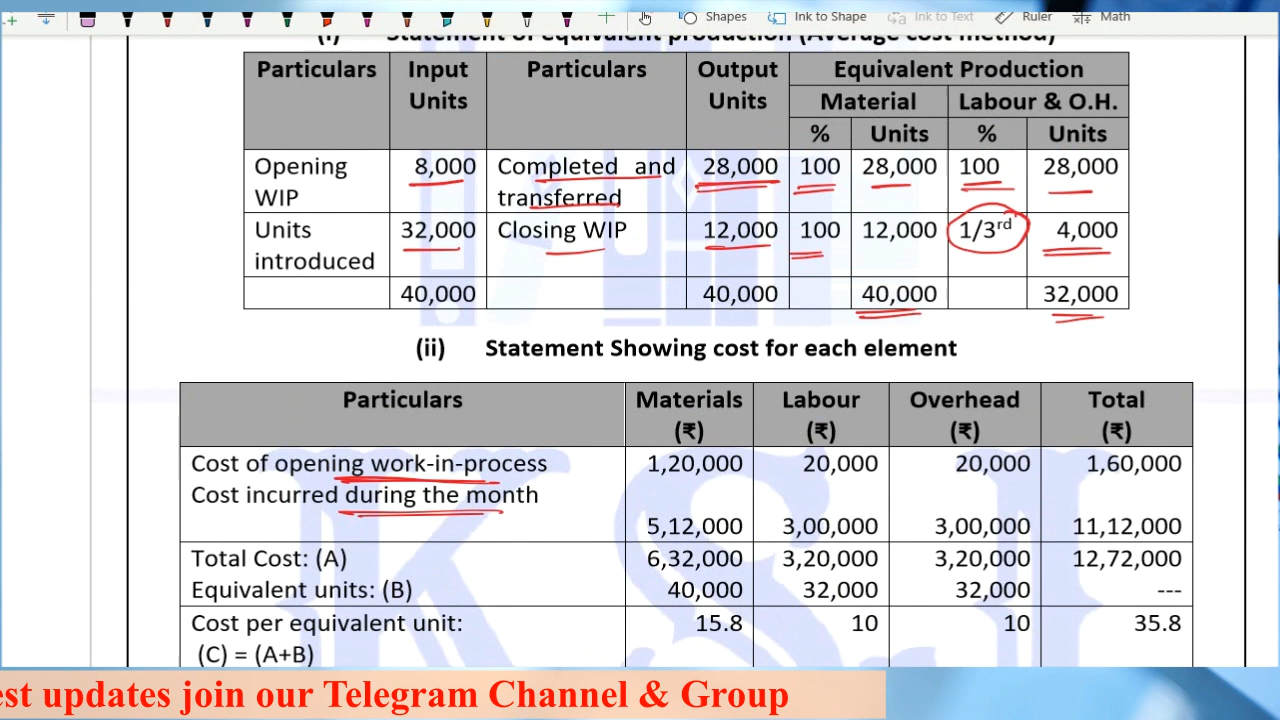 Shapes Ink to Shape Ink to Text Ruler Math
(i) Statement of equivalent production (Average cost method)
Particulars Input Units Particulars Output Units Equivalent Production
Material Labour & O.H.
% Units % Units
Opening WIP 8,000 Completed and transferred 28,000 100 28,000 100 28,000
Units introduced 32,000 Closing WIP 12,000 100 12,000 1/3rd 4,000
40,000 40,000 40,000 32,000
(ii) Statement Showing cost for each element
Particulars Materials (₹) Labour (₹) Overhead (₹) Total (₹)
Cost of opening work-in-process 1,20,000 20,000 20,000 1,60,000
Cost incurred during the month
5,12,000 3,00,000 3,00,000 11,12,000
Total Cost: (A) 6,32,000 3,20,000 3,20,000 12,72,000
Equivalent units: (B) 40,000 32,000 32,000 ---
Cost per equivalent unit: 15.8 10 10 35.8
(C) = (A+B)
est updates join our Telegram Channel & Group